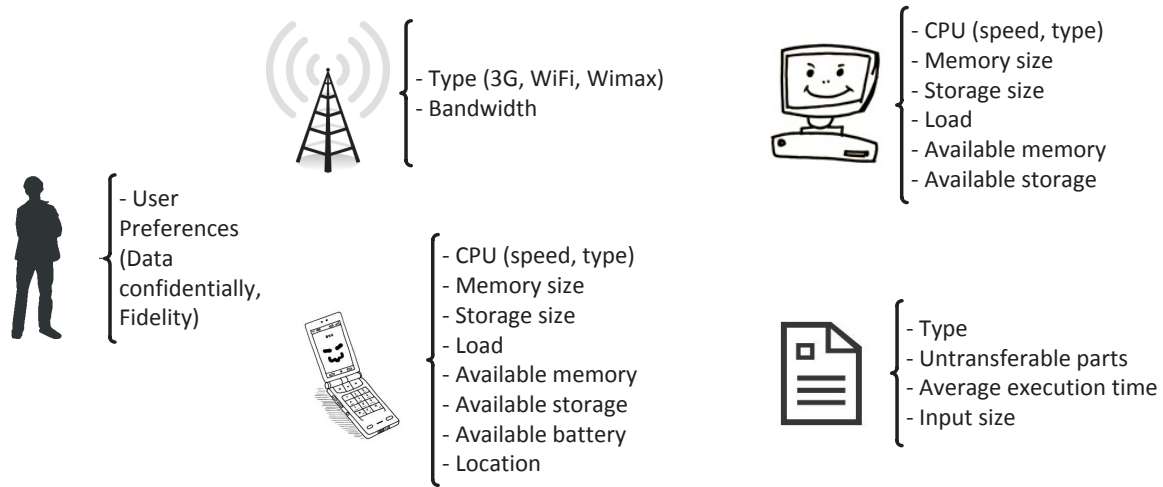 - Type (3G, WiFi, Wimax)
- Bandwidth
- CPU (speed, type)
- Memory size
- Storage size
- Load
- Available memory
- Available storage
- User
Preferences
(Data
confidentially,
Fidelity)
- CPU (speed, type)
- Memory size
- Storage size
- Load
- Available memory
- Available storage
- Available battery
- Location
- Type
- Untransferable parts
- Average execution time
- Input size